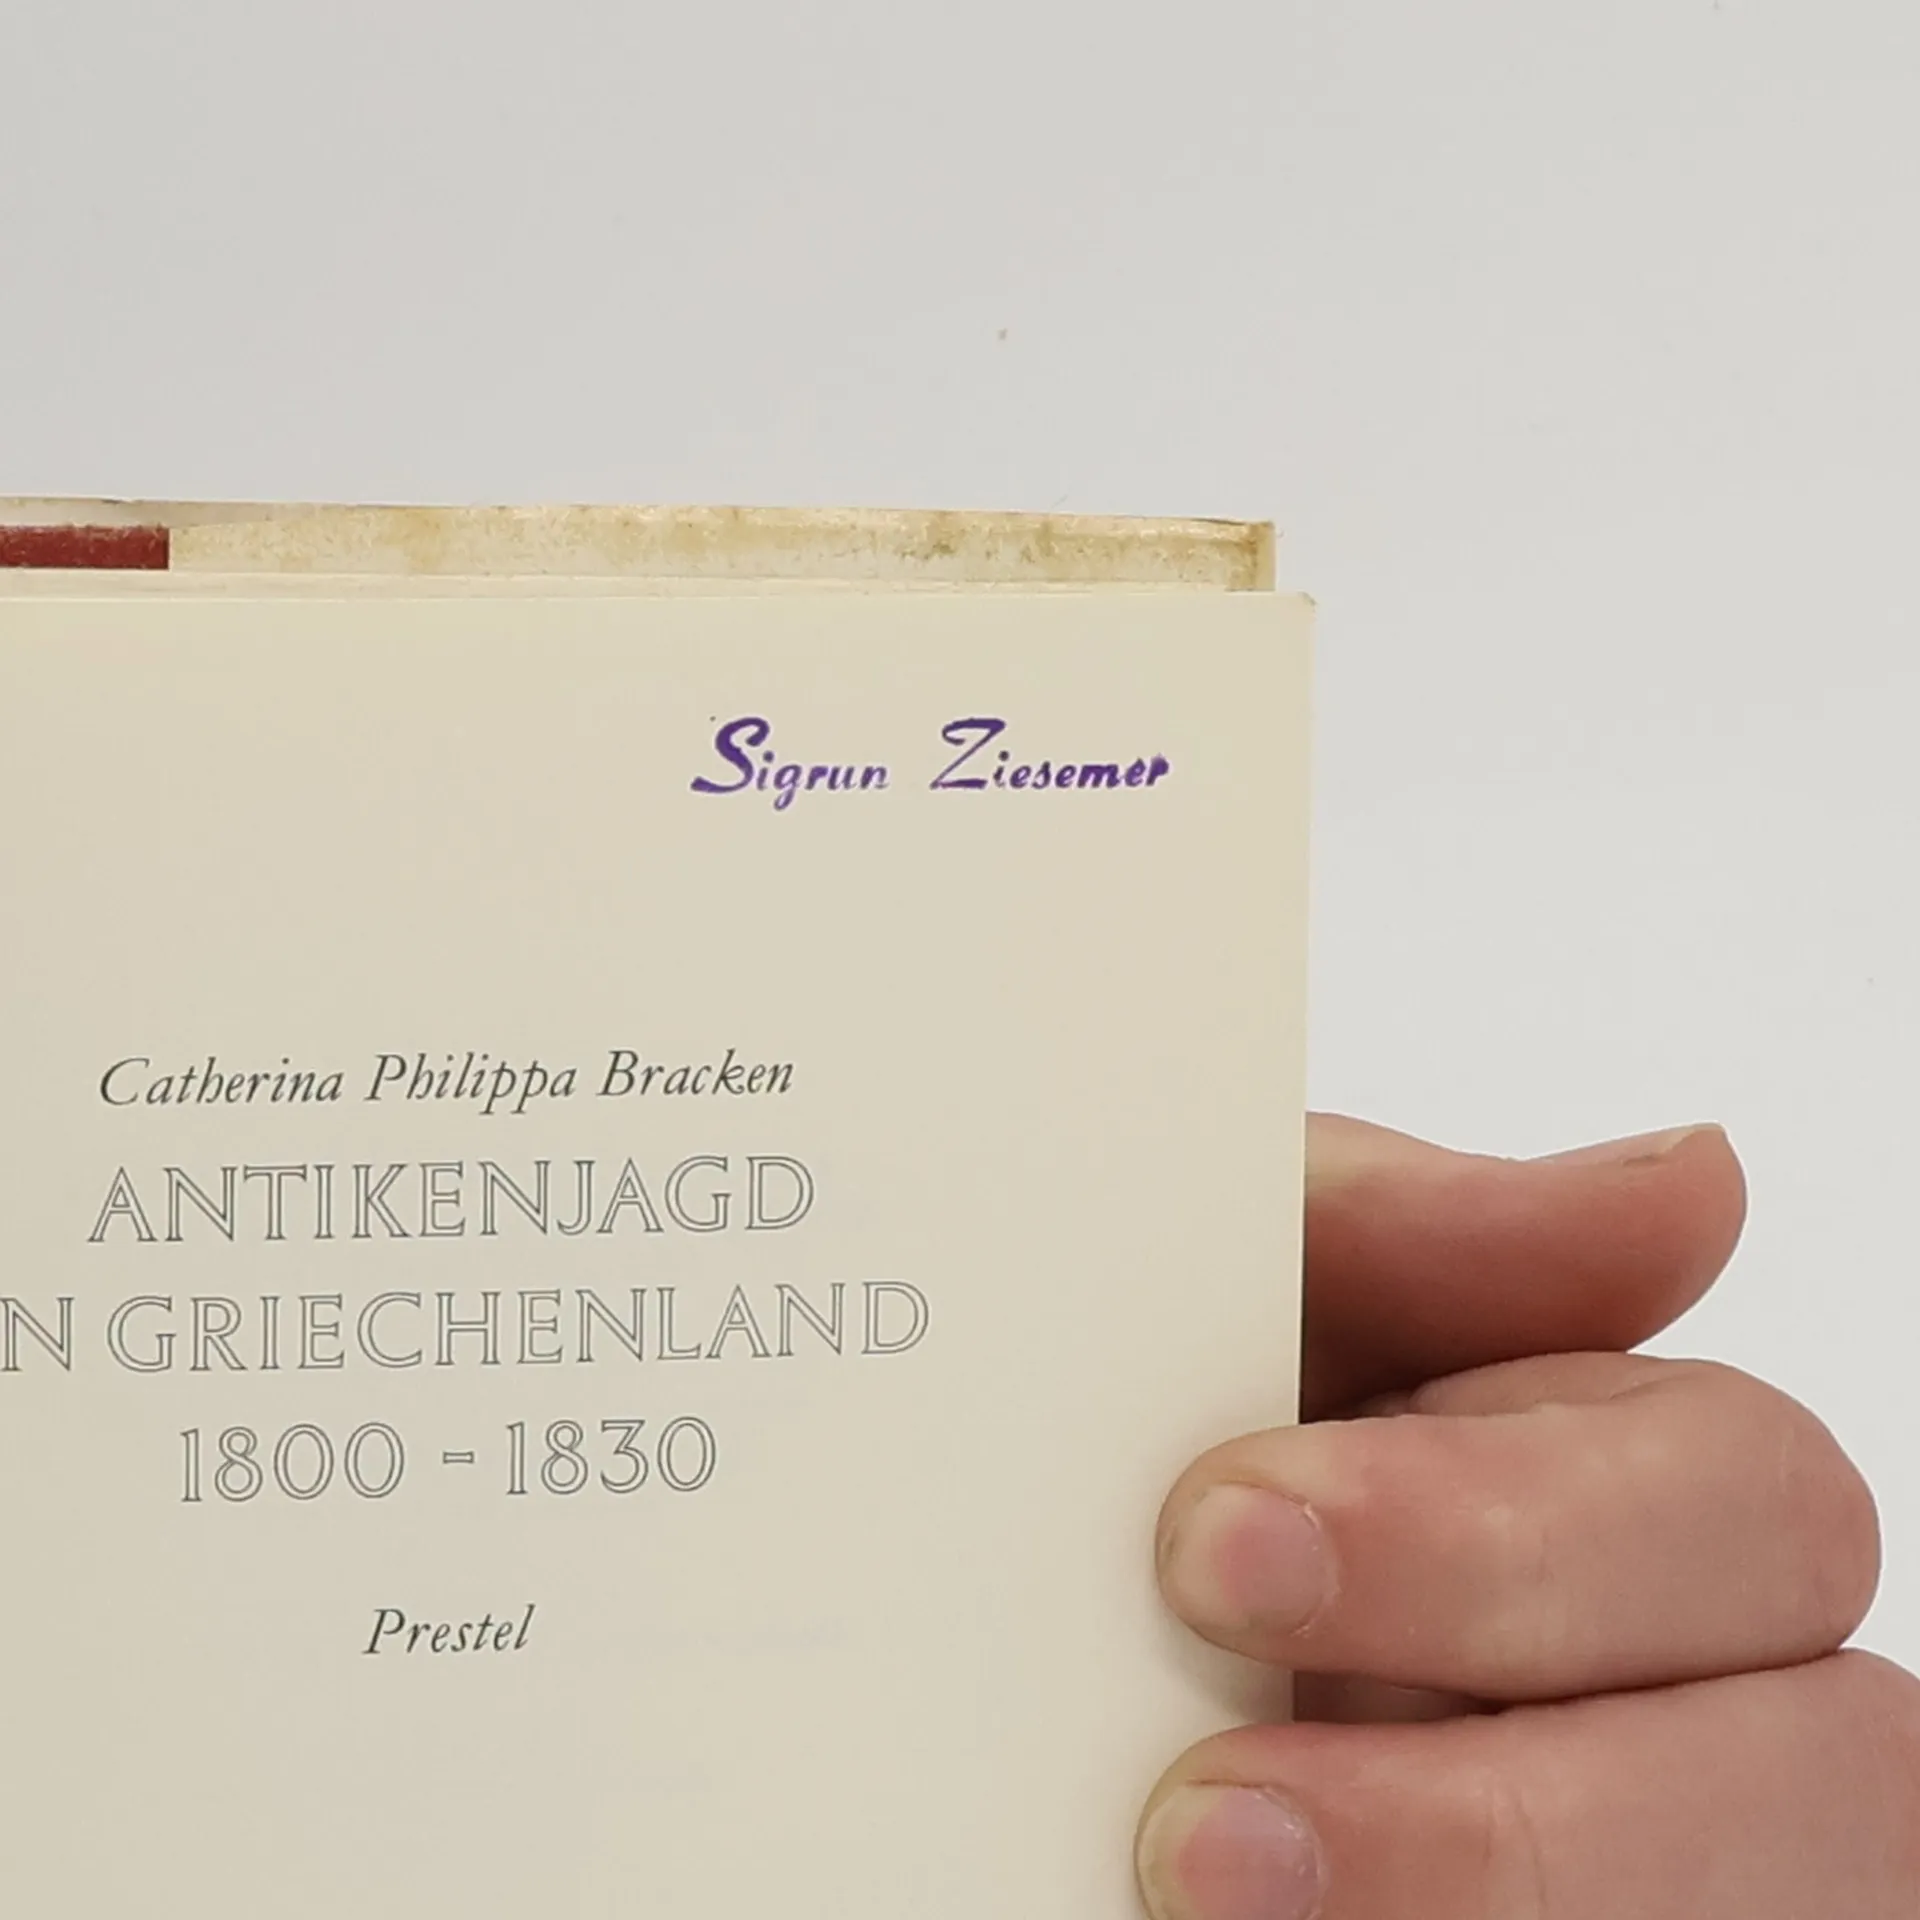 Sigrun Ziesemer
Catherina Philippa Bracken
ANTIKENJAGD
N GRIECHENLAND
1800 - 1830
Prestel